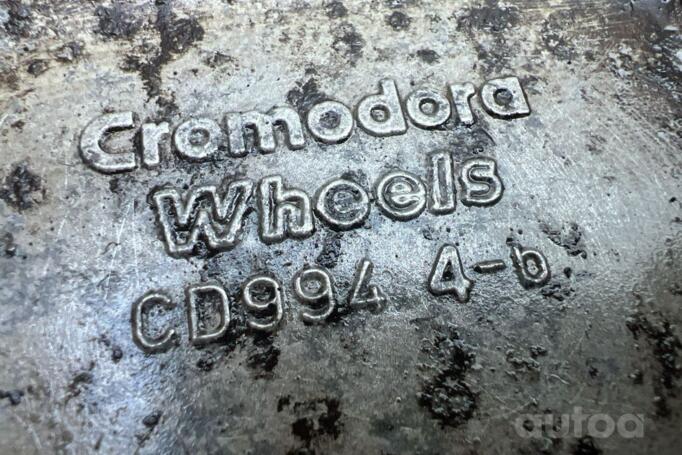 Cromodora
Wheels
CD994 4-b
autoa